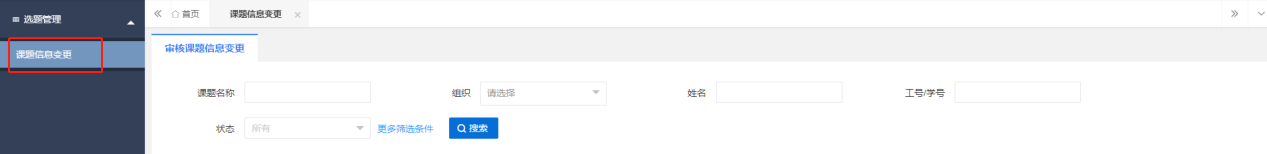 选题管理
首页
课题信息变更
课题信息变更
审核课题信息变更
课题名称
组织 请选择
姓名
工号/学号
状态 所有
更多筛选条件
搜索